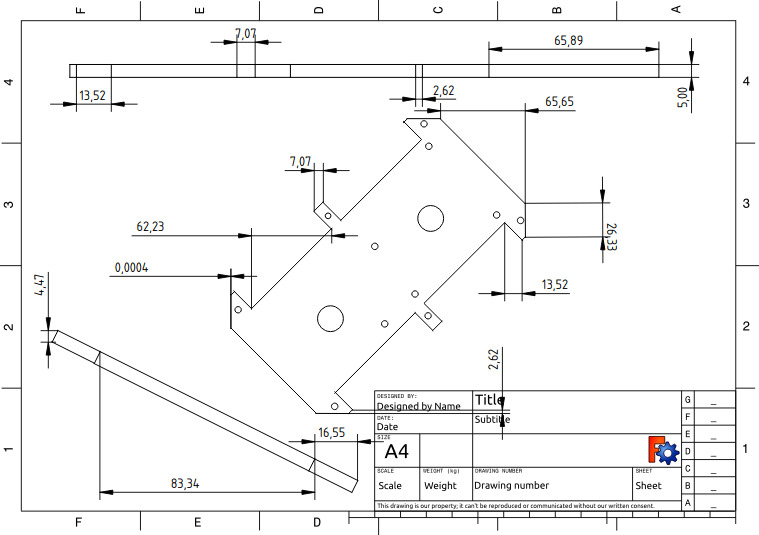 F E D C B A
7,07
65,89
4 4
13,52
2,62
65,65
5,00
7,07
3 3
62,23
26,33
0,0004
13,52
4,47
2 2
2,62
DESIGNED BY:
Designed by Name
Title
G _
DATE:
Date
Subtitle
F _
16,55
E _
SIZE
A4
D _
1 1
C _
SCALE
WEIGHT (kg)
DRAWING NUMBER
SHEET
83,34
Scale
Weight
Drawing number
Sheet
B _
This drawing is our property; it can't be reproduced or communicated without our written consent.
A _
F E D